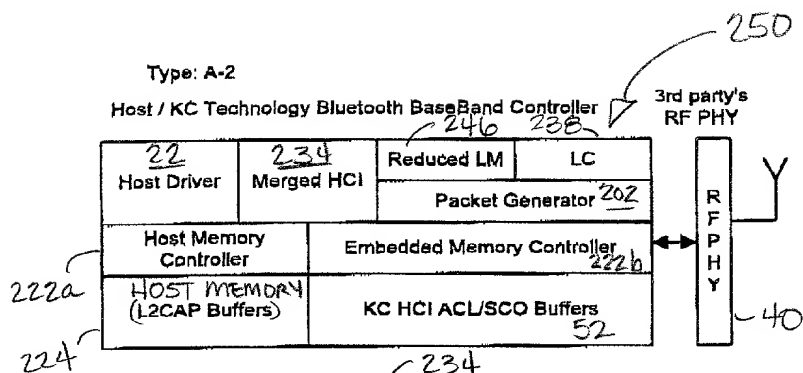 250
Type: A-2
Host / KC Technology Bluetooth BaseBand Controller
3rd party's
RF PHY
246
238
22
Host Driver
234
Merged HCI
Reduced LM
LC
Packet Generator 202
Host Memory
Controller
Embedded Memory Controller
222b
222a
HOST MEMORY
(L2CAP Buffers)
KC HCI ACL/SCO Buffers
52
RF PHY
40
224
234